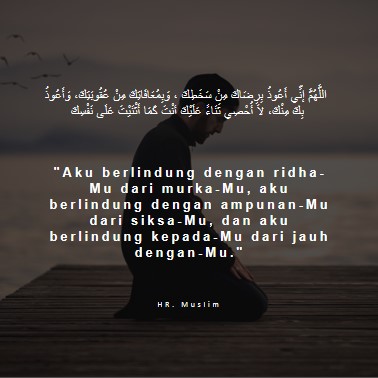 اللَّهُمَّ إِنِّي أَعُوذُ بِرِضَاكَ مِنْ سَخَطِكَ ، وَبِمُعَافَاتِكَ مِنْ عُقُوبَتِكَ، وَأَعُوذُ
بِكَ مِنْكَ، لاَ أُحْصِي ثَنَاءً عَلَيْكَ أَنْتَ كَمَا أَثْنَيْتَ عَلَى نَفْسِكَ
"Aku berlindung dengan ridha-
Mu dari murka-Mu, aku
berlindung dengan ampunan-Mu
dari siksa-Mu, dan aku
berlindung kepada-Mu dari jauh
dengan-Mu."
HR. Muslim